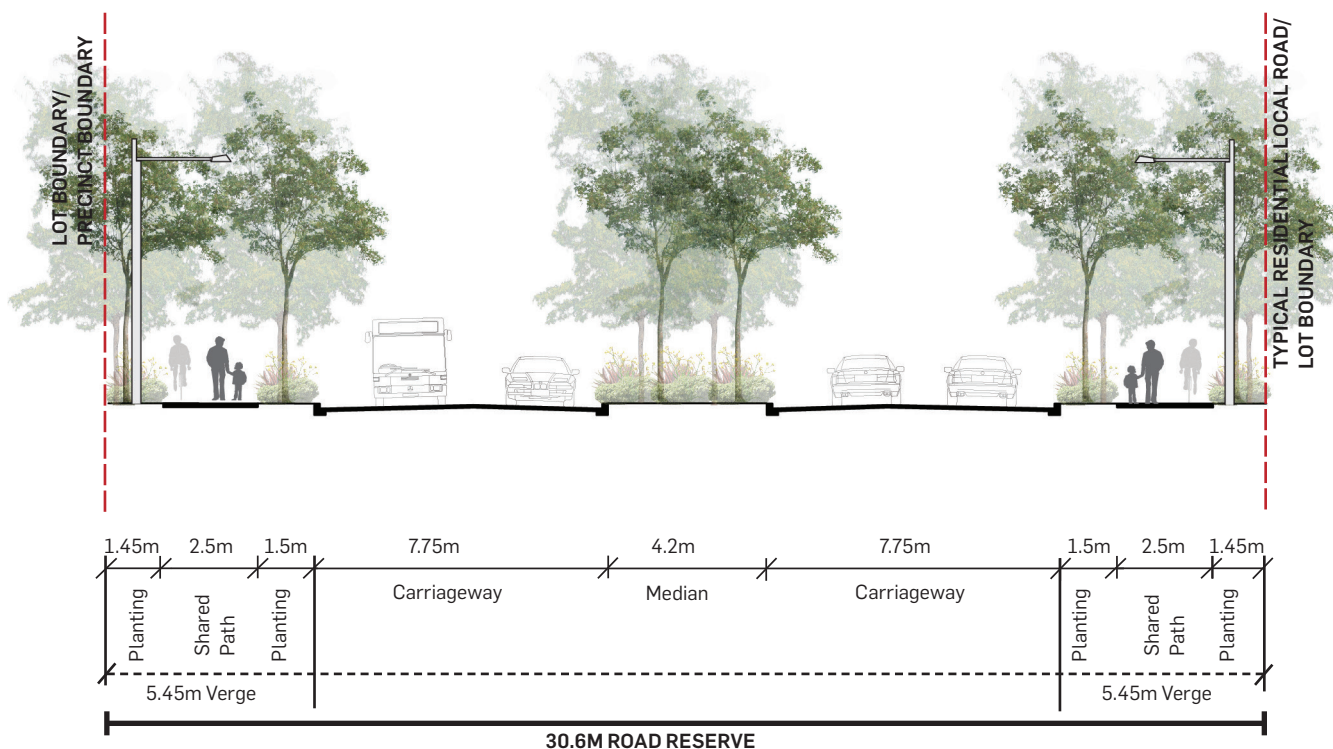 LOT BOUNDARY/
PRECINCT BOUNDARY
TYPICAL RESIDENTIAL LOCAL ROAD/
LOT BOUNDARY
1.45m 2.5m 1.5m 7.75m 4.2m 7.75m 1.5m 2.5m 1.45m
Planting
Shared
Path
Planting
Carriageway
Median
Carriageway
Planting
Shared
Path
Planting
5.45m Verge
5.45m Verge
30.6M ROAD RESERVE